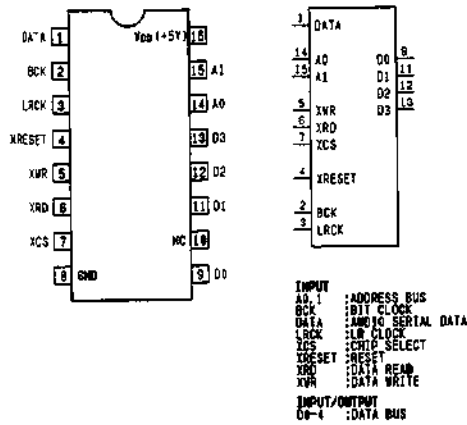 DATA 1 VDD (+5V) 16
BCK 2 15 A1
LRCK 3 14 A0
XRESET 4 13 D3
XWR 5 12 D2
XRD 6 11 D1
XCS 7 NC 10
8 GND 9 D0
1 DATA
14 A0 D0 9
15 A1 D1 11
D2 12
5 XWR D3 13
6 XRD
7 XCS
4 XRESET
2 BCK
3 LRCK
INPUT
A0,1 :ADDRESS BUS
BCK :BIT CLOCK
DATA :AUDIO SERIAL DATA
LRCK :LR CLOCK
XCS :CHIP SELECT
XRESET :RESET
XRD :DATA READ
XWR :DATA WRITE
INPUT/OUTPUT
D0-4 :DATA BUS